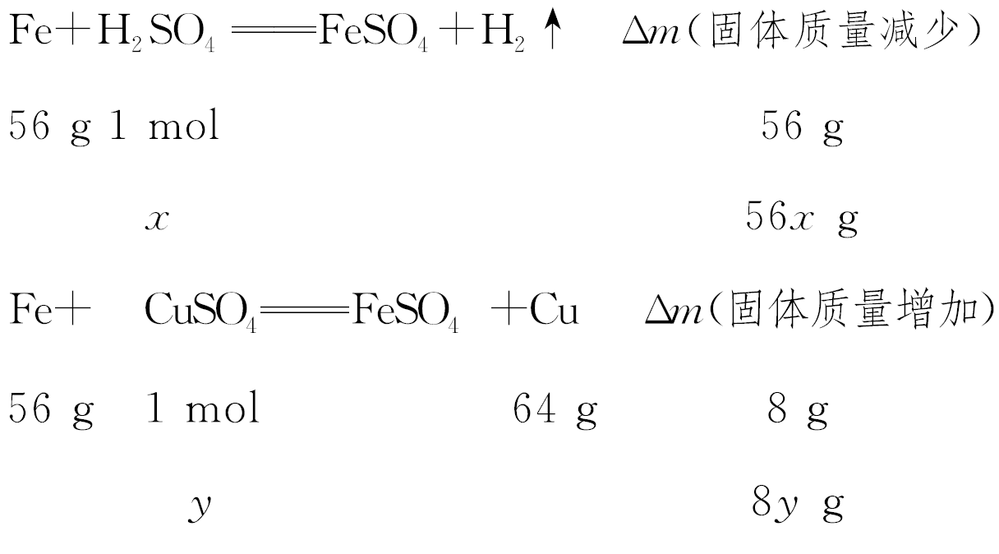 Fe+H₂SO₄══FeSO₄+H₂↑ Δm(固体质量减少)
56 g 1 mol 56 g
x 56x g
Fe+ CuSO₄══FeSO₄ +Cu Δm(固体质量增加)
56 g 1 mol 64 g 8 g
y 8y g